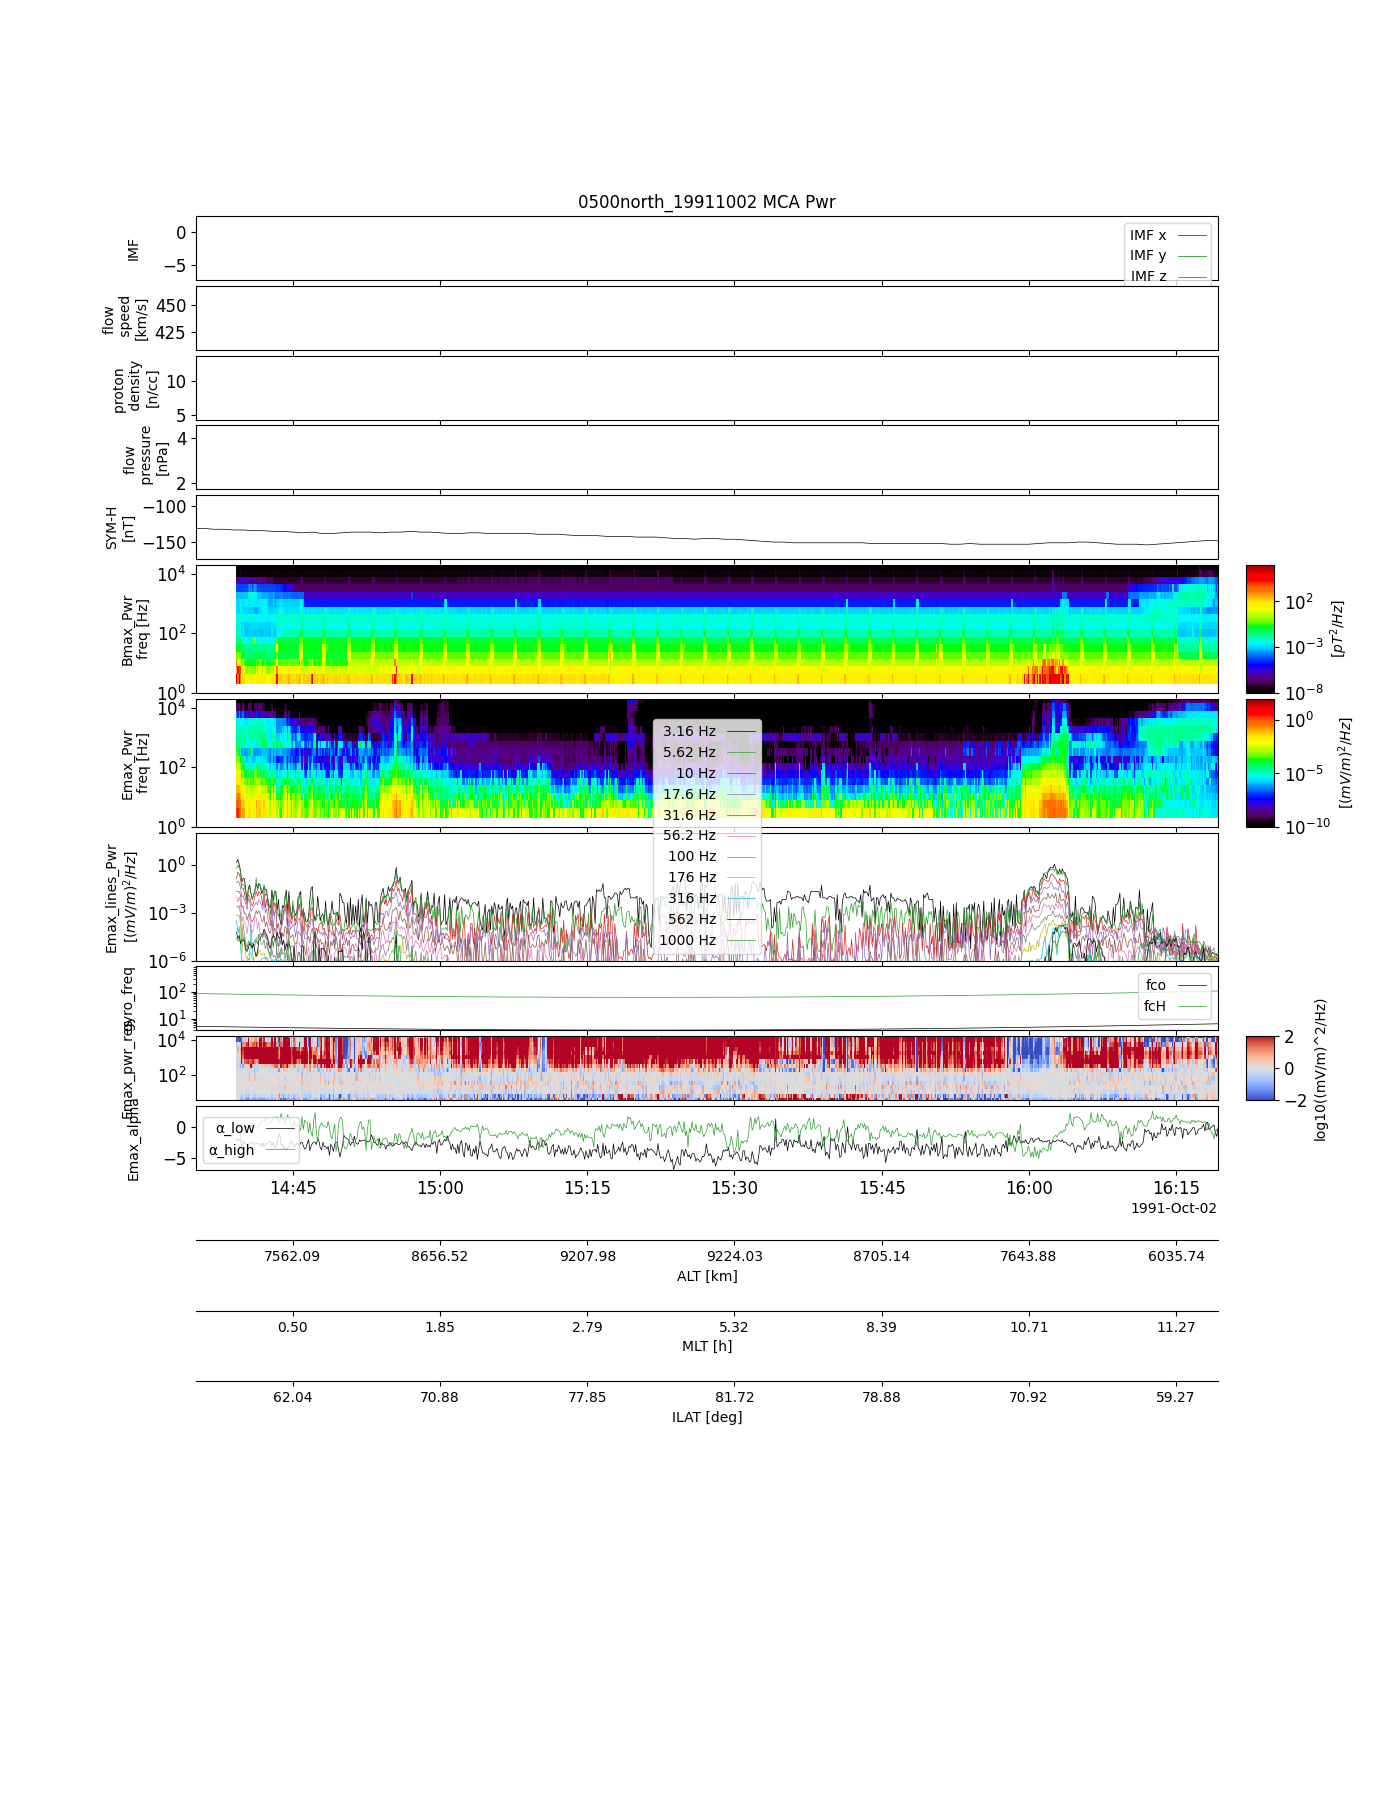 0500north_19911002 MCA Pwr
IMF
0
−5
IMF x
IMF y
IMF z
flow
speed
[km/s]
450
425
proton
density
[n/cc]
10
5
flow
pressure
[nPa]
4
2
SYM-H
[nT]
−100
−150
Bmax_Pwr
freq [Hz]
10^4
10^2
10^0
10^2
10^−3
10^−8
[pT^2/Hz]
Emax_Pwr
freq [Hz]
10^4
10^2
10^0
3.16 Hz
5.62 Hz
10 Hz
17.6 Hz
31.6 Hz
56.2 Hz
100 Hz
176 Hz
316 Hz
562 Hz
1000 Hz
10^0
10^−5
10^−10
[(mV/m)^2/Hz]
Emax_lines_Pwr
[(mV/m)^2/Hz]
10^0
10^−3
10^−6
gyro_freq
10^2
10^1
fco
fcH
Emax_pwr_req
10^4
10^2
2
0
−2
log10((mV/m)^2/Hz)
Emax_alpha
0
−5
α_low
α_high
14:45 15:00 15:15 15:30 15:45 16:00 16:15
1991-Oct-02
7562.09 8656.52 9207.98 9224.03 8705.14 7643.88 6035.74
ALT [km]
0.50 1.85 2.79 5.32 8.39 10.71 11.27
MLT [h]
62.04 70.88 77.85 81.72 78.88 70.92 59.27
ILAT [deg]